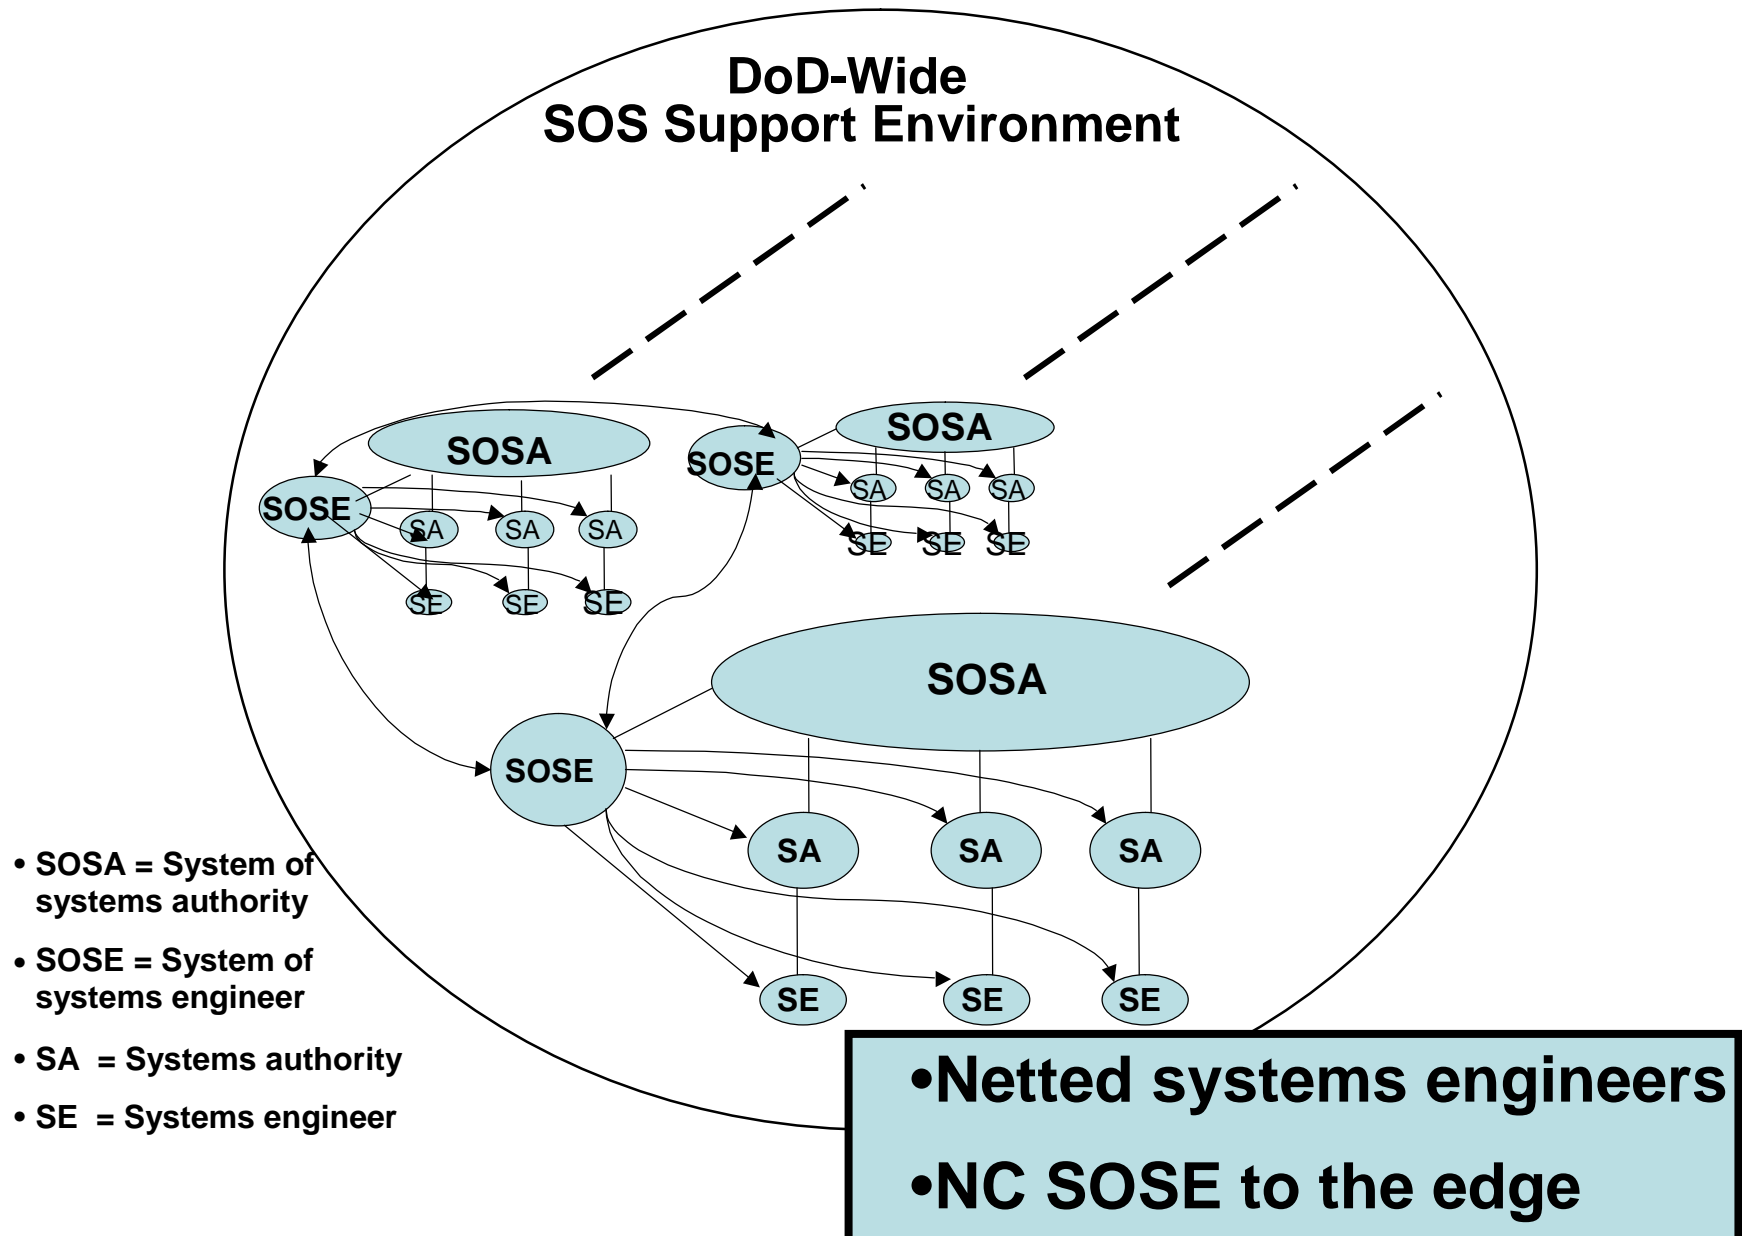 DoD-Wide
SOS Support Environment
SOSA
SOSE
SA SA SA
SE SE SE
SOSA
SOSE
SA SA SA
SE SE SE
SOSA
SOSE
SA SA SA
SE SE SE
• SOSA = System of
systems authority
• SOSE = System of
systems engineer
• SA = Systems authority
• SE = Systems engineer
•Netted systems engineers
•NC SOSE to the edge